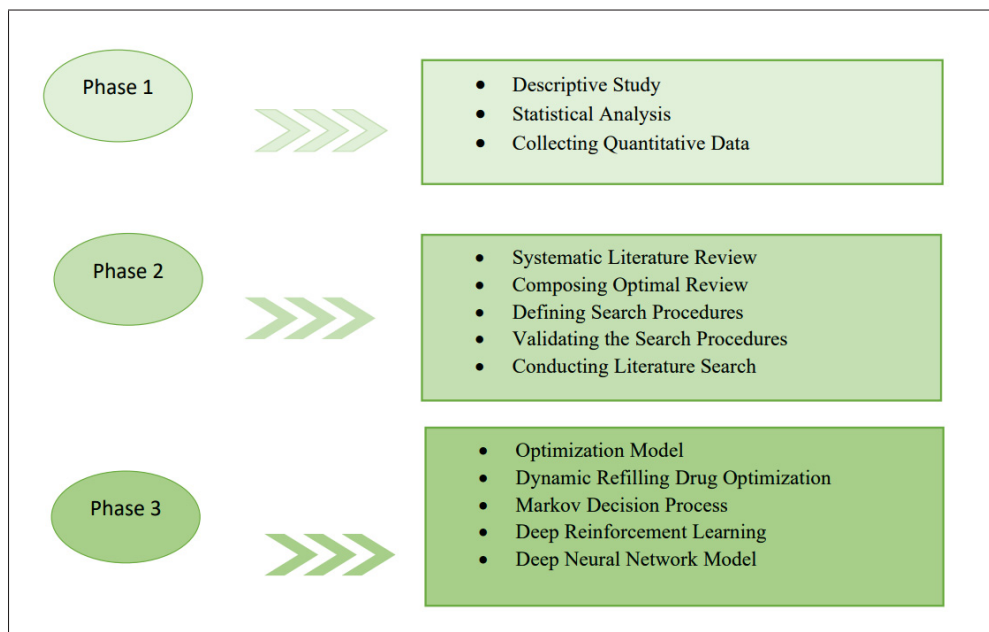 Phase 1
• Descriptive Study
• Statistical Analysis
• Collecting Quantitative Data
Phase 2
• Systematic Literature Review
• Composing Optimal Review
• Defining Search Procedures
• Validating the Search Procedures
• Conducting Literature Search
Phase 3
• Optimization Model
• Dynamic Refilling Drug Optimization
• Markov Decision Process
• Deep Reinforcement Learning
• Deep Neural Network Model